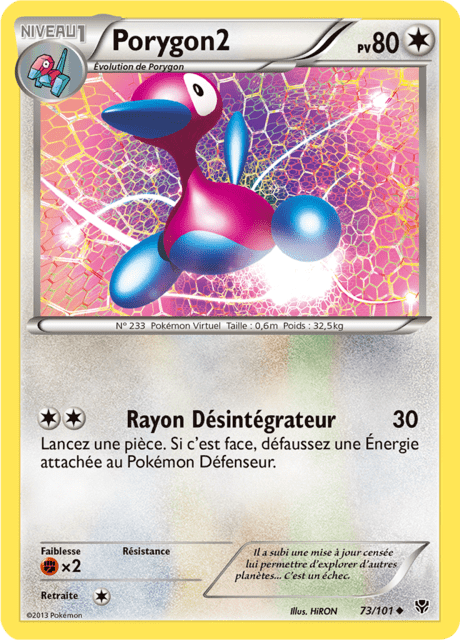 NIVEAU 1
Porygon2
PV 80
Évolution de Porygon
N° 233 Pokémon Virtuel Taille : 0,6m Poids : 32,5kg
Rayon Désintégrateur 30
Lancez une pièce. Si c'est face, défaussez une Énergie
attachée au Pokémon Défenseur.
Faiblesse
×2
Résistance
Retraite
Il a subi une mise à jour censée
lui permettre d'explorer d'autres
planètes... C'est un échec.
©2013 Pokémon
Illus. HiRON
73/101